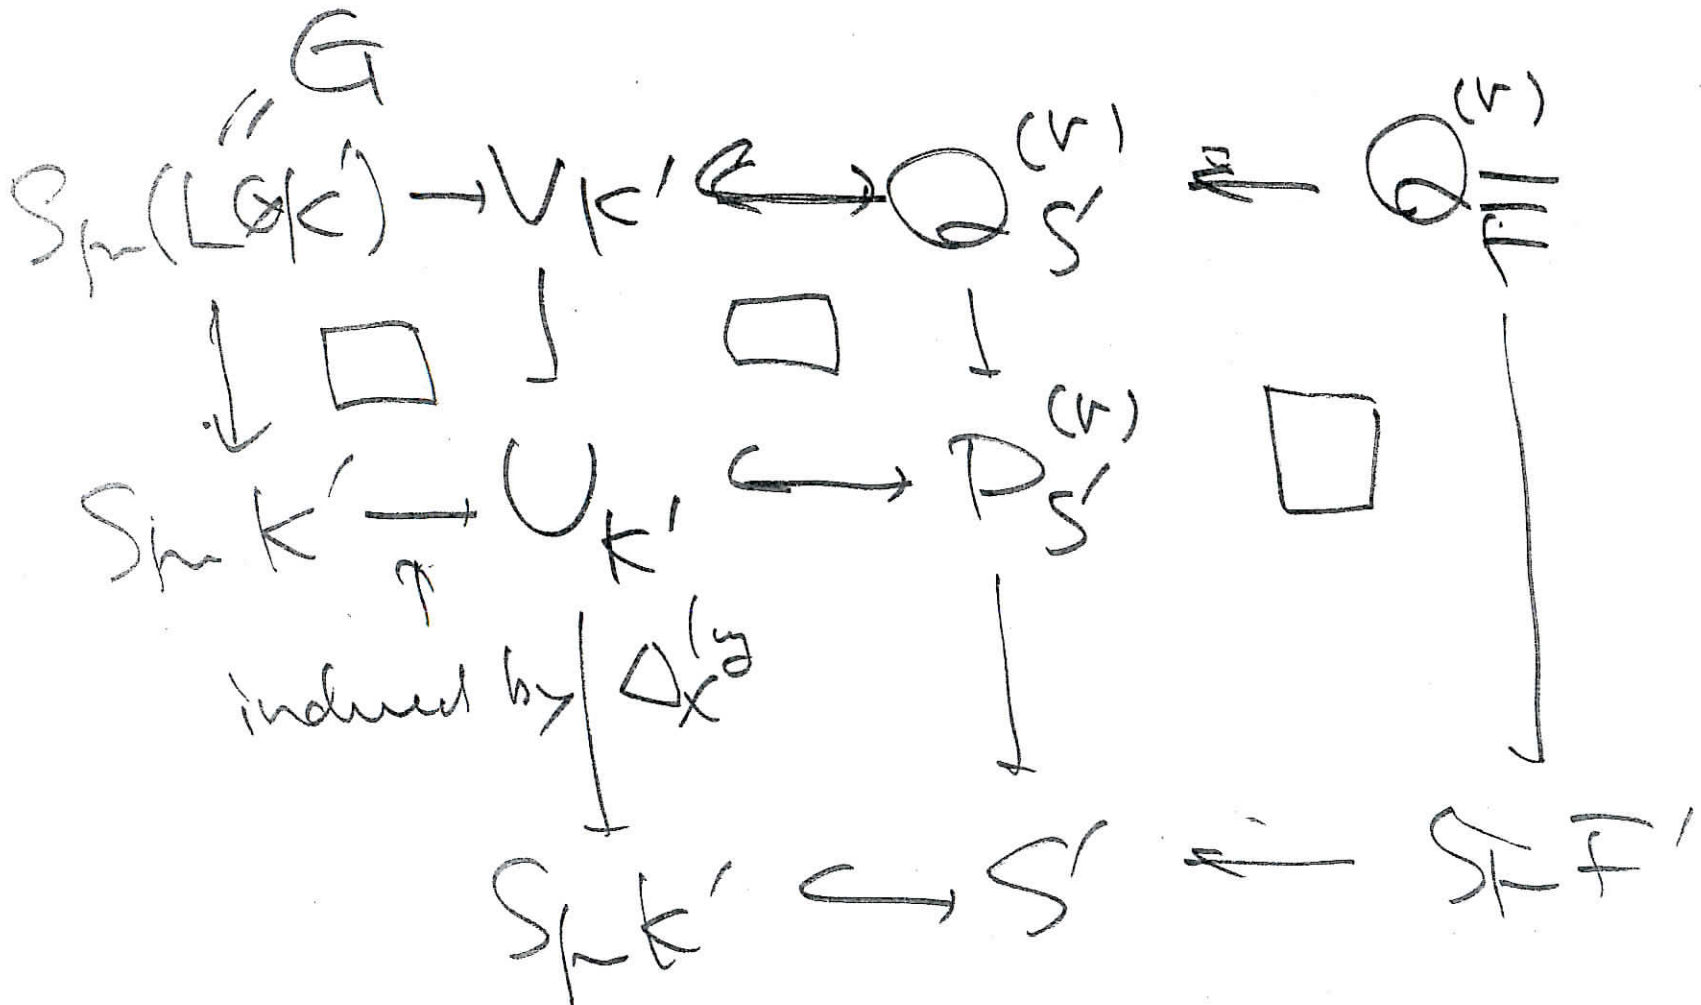 G
"
Spec(L⊗K') → V_K' ↪ Q_S'^(r) ← Q_F̄^(r)
↓ □ ↓ □ ↓
Spec K' → U_K' ↪ P_S'^(r) □
↑
induced by Δ_X ↓
Spec K' ↪ S' ← Spec F̄'